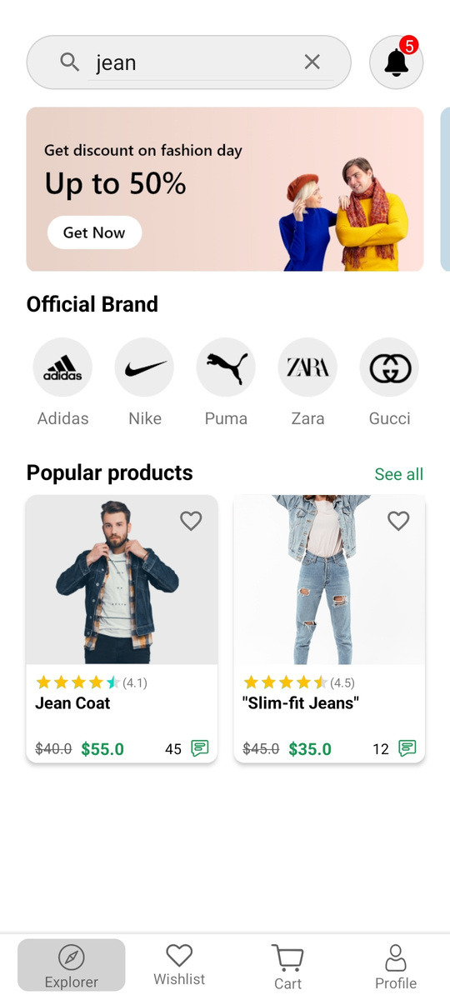 jean
5
Get discount on fashion day
Up to 50%
Get Now
Official Brand
adidas
ZARA
Adidas
Nike
Puma
Zara
Gucci
Popular products
See all
(4.1)
Jean Coat
$40.0 $55.0 45
(4.5)
"Slim-fit Jeans"
$45.0 $35.0 12
Explorer
Wishlist
Cart
Profile